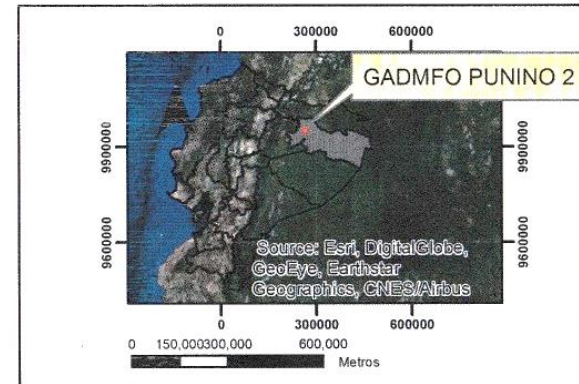 0 300000 600000
GADMFO PUNINO 2
9900000 9900000
9600000 9600000
Source: Esri, DigitalGlobe,
GeoEye, Earthstar
Geographics, CNES/Airbus
0 300000 600000
0 150,000300,000 600,000
Metros